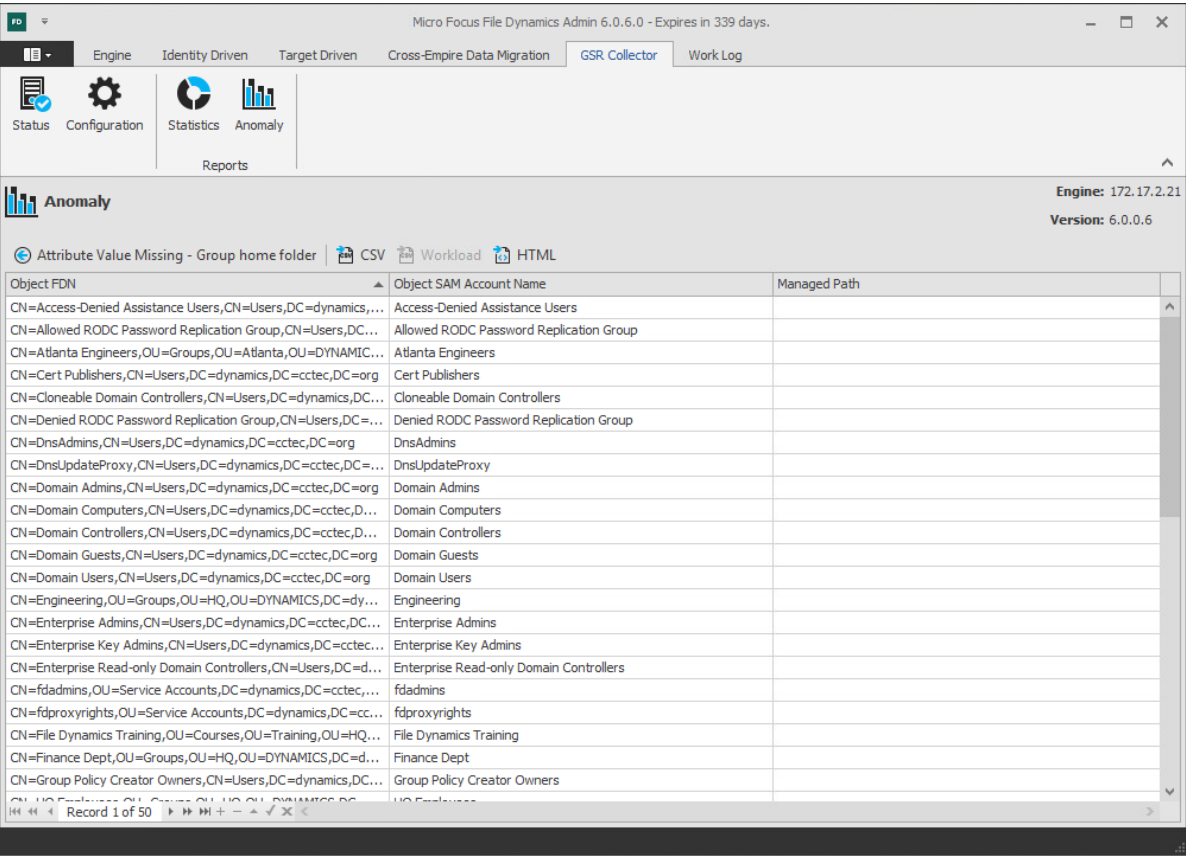 FD
Micro Focus File Dynamics Admin 6.0.6.0 - Expires in 339 days.
Engine Identity Driven Target Driven Cross-Empire Data Migration GSR Collector Work Log
Status Configuration Statistics Anomaly
Reports
Anomaly
Engine: 172.17.2.21
Version: 6.0.0.6
Attribute Value Missing - Group home folder CSV Workload HTML
Object FDN Object SAM Account Name Managed Path
CN=Access-Denied Assistance Users,CN=Users,DC=dynamics,... Access-Denied Assistance Users
CN=Allowed RODC Password Replication Group,CN=Users,DC... Allowed RODC Password Replication Group
CN=Atlanta Engineers,OU=Groups,OU=Atlanta,OU=DYNAMIC... Atlanta Engineers
CN=Cert Publishers,CN=Users,DC=dynamics,DC=cctec,DC=org Cert Publishers
CN=Cloneable Domain Controllers,CN=Users,DC=dynamics,DC... Cloneable Domain Controllers
CN=Denied RODC Password Replication Group,CN=Users,DC=... Denied RODC Password Replication Group
CN=DnsAdmins,CN=Users,DC=dynamics,DC=cctec,DC=org DnsAdmins
CN=DnsUpdateProxy,CN=Users,DC=dynamics,DC=cctec,DC=... DnsUpdateProxy
CN=Domain Admins,CN=Users,DC=dynamics,DC=cctec,DC=org Domain Admins
CN=Domain Computers,CN=Users,DC=dynamics,DC=cctec,D... Domain Computers
CN=Domain Controllers,CN=Users,DC=dynamics,DC=cctec,D... Domain Controllers
CN=Domain Guests,CN=Users,DC=dynamics,DC=cctec,DC=org Domain Guests
CN=Domain Users,CN=Users,DC=dynamics,DC=cctec,DC=org Domain Users
CN=Engineering,OU=Groups,OU=HQ,OU=DYNAMICS,DC=dy... Engineering
CN=Enterprise Admins,CN=Users,DC=dynamics,DC=cctec,DC... Enterprise Admins
CN=Enterprise Key Admins,CN=Users,DC=dynamics,DC=cctec... Enterprise Key Admins
CN=Enterprise Read-only Domain Controllers,CN=Users,DC=d... Enterprise Read-only Domain Controllers
CN=fdadmins,OU=Service Accounts,DC=dynamics,DC=cctec,... fdadmins
CN=fdproxyrights,OU=Service Accounts,DC=dynamics,DC=cc... fdproxyrights
CN=File Dynamics Training,OU=Courses,OU=Training,OU=HQ... File Dynamics Training
CN=Finance Dept,OU=Groups,OU=HQ,OU=DYNAMICS,DC=d... Finance Dept
CN=Group Policy Creator Owners,CN=Users,DC=dynamics,DC... Group Policy Creator Owners
Record 1 of 50